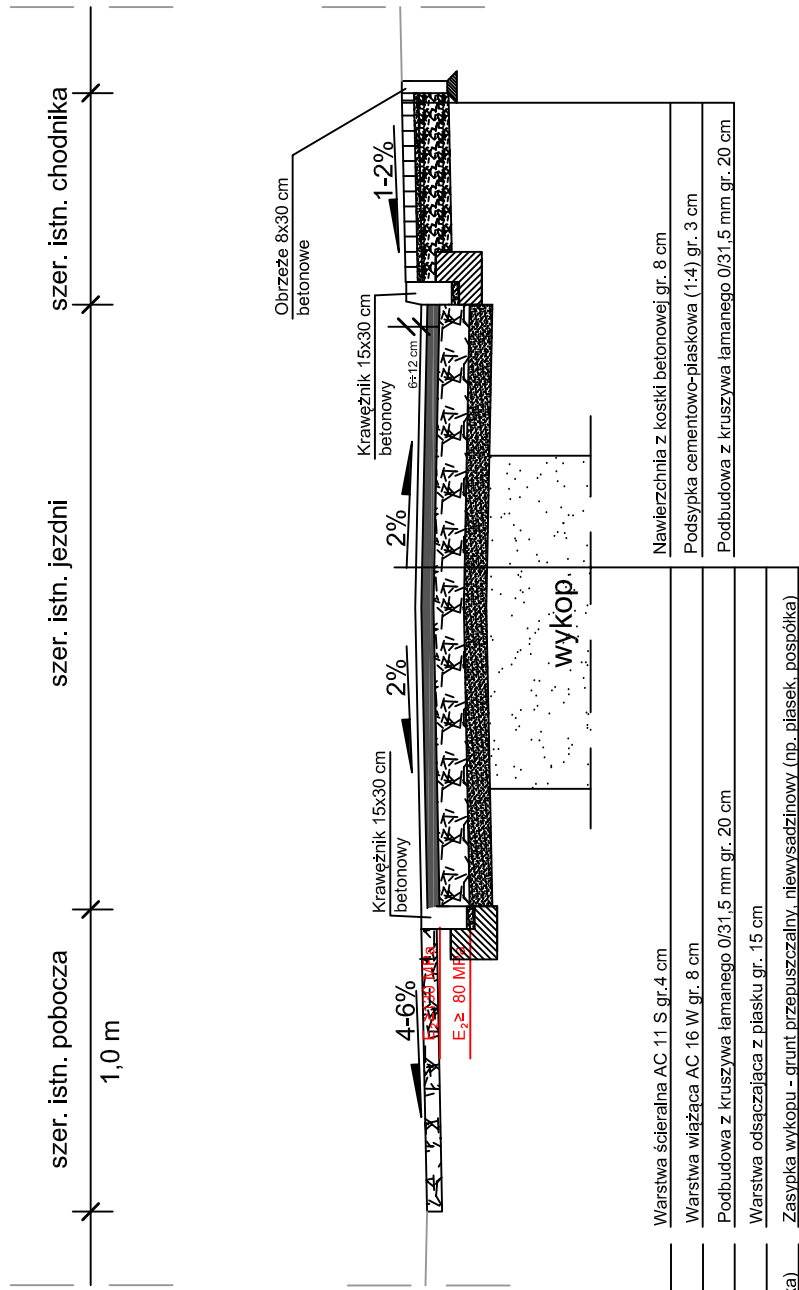 szer. istn. pobocza
szer. istn. jezdni
szer. istn. chodnika
1,0 m
Obrzeże 8x30 cm
betonowe
Krawężnik 15x30 cm
betonowy
6÷12 cm
Krawężnik 15x30 cm
betonowy
4-6%
2%
2%
1-2%
E₂≥ 80 MPa
wykop
Warstwa ścieralna AC 11 S gr.4 cm
Warstwa wiążąca AC 16 W gr. 8 cm
Podbudowa z kruszywa łamanego 0/31,5 mm gr. 20 cm
Warstwa odsączająca z piasku gr. 15 cm
Zasypka wykopu - grunt przepuszczalny, niewysadzinowy (np. piasek, pospółka)
Nawierzchnia z kostki betonowej gr. 8 cm
Podsypka cementowo-piaskowa (1:4) gr. 3 cm
Podbudowa z kruszywa łamanego 0/31,5 mm gr. 20 cm
ka)